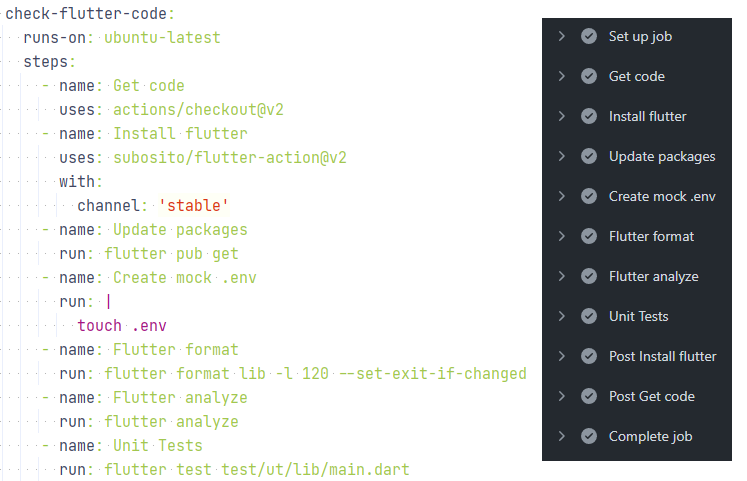 check-flutter-code:
runs-on: ubuntu-latest
steps:
- name: Get code
uses: actions/checkout@v2
- name: Install flutter
uses: subosito/flutter-action@v2
with:
channel: 'stable'
- name: Update packages
run: flutter pub get
- name: Create mock .env
run: |
touch .env
- name: Flutter format
run: flutter format lib -l 120 --set-exit-if-changed
- name: Flutter analyze
run: flutter analyze
- name: Unit Tests
run: flutter test test/ut/lib/main.dart
Set up job
Get code
Install flutter
Update packages
Create mock .env
Flutter format
Flutter analyze
Unit Tests
Post Install flutter
Post Get code
Complete job